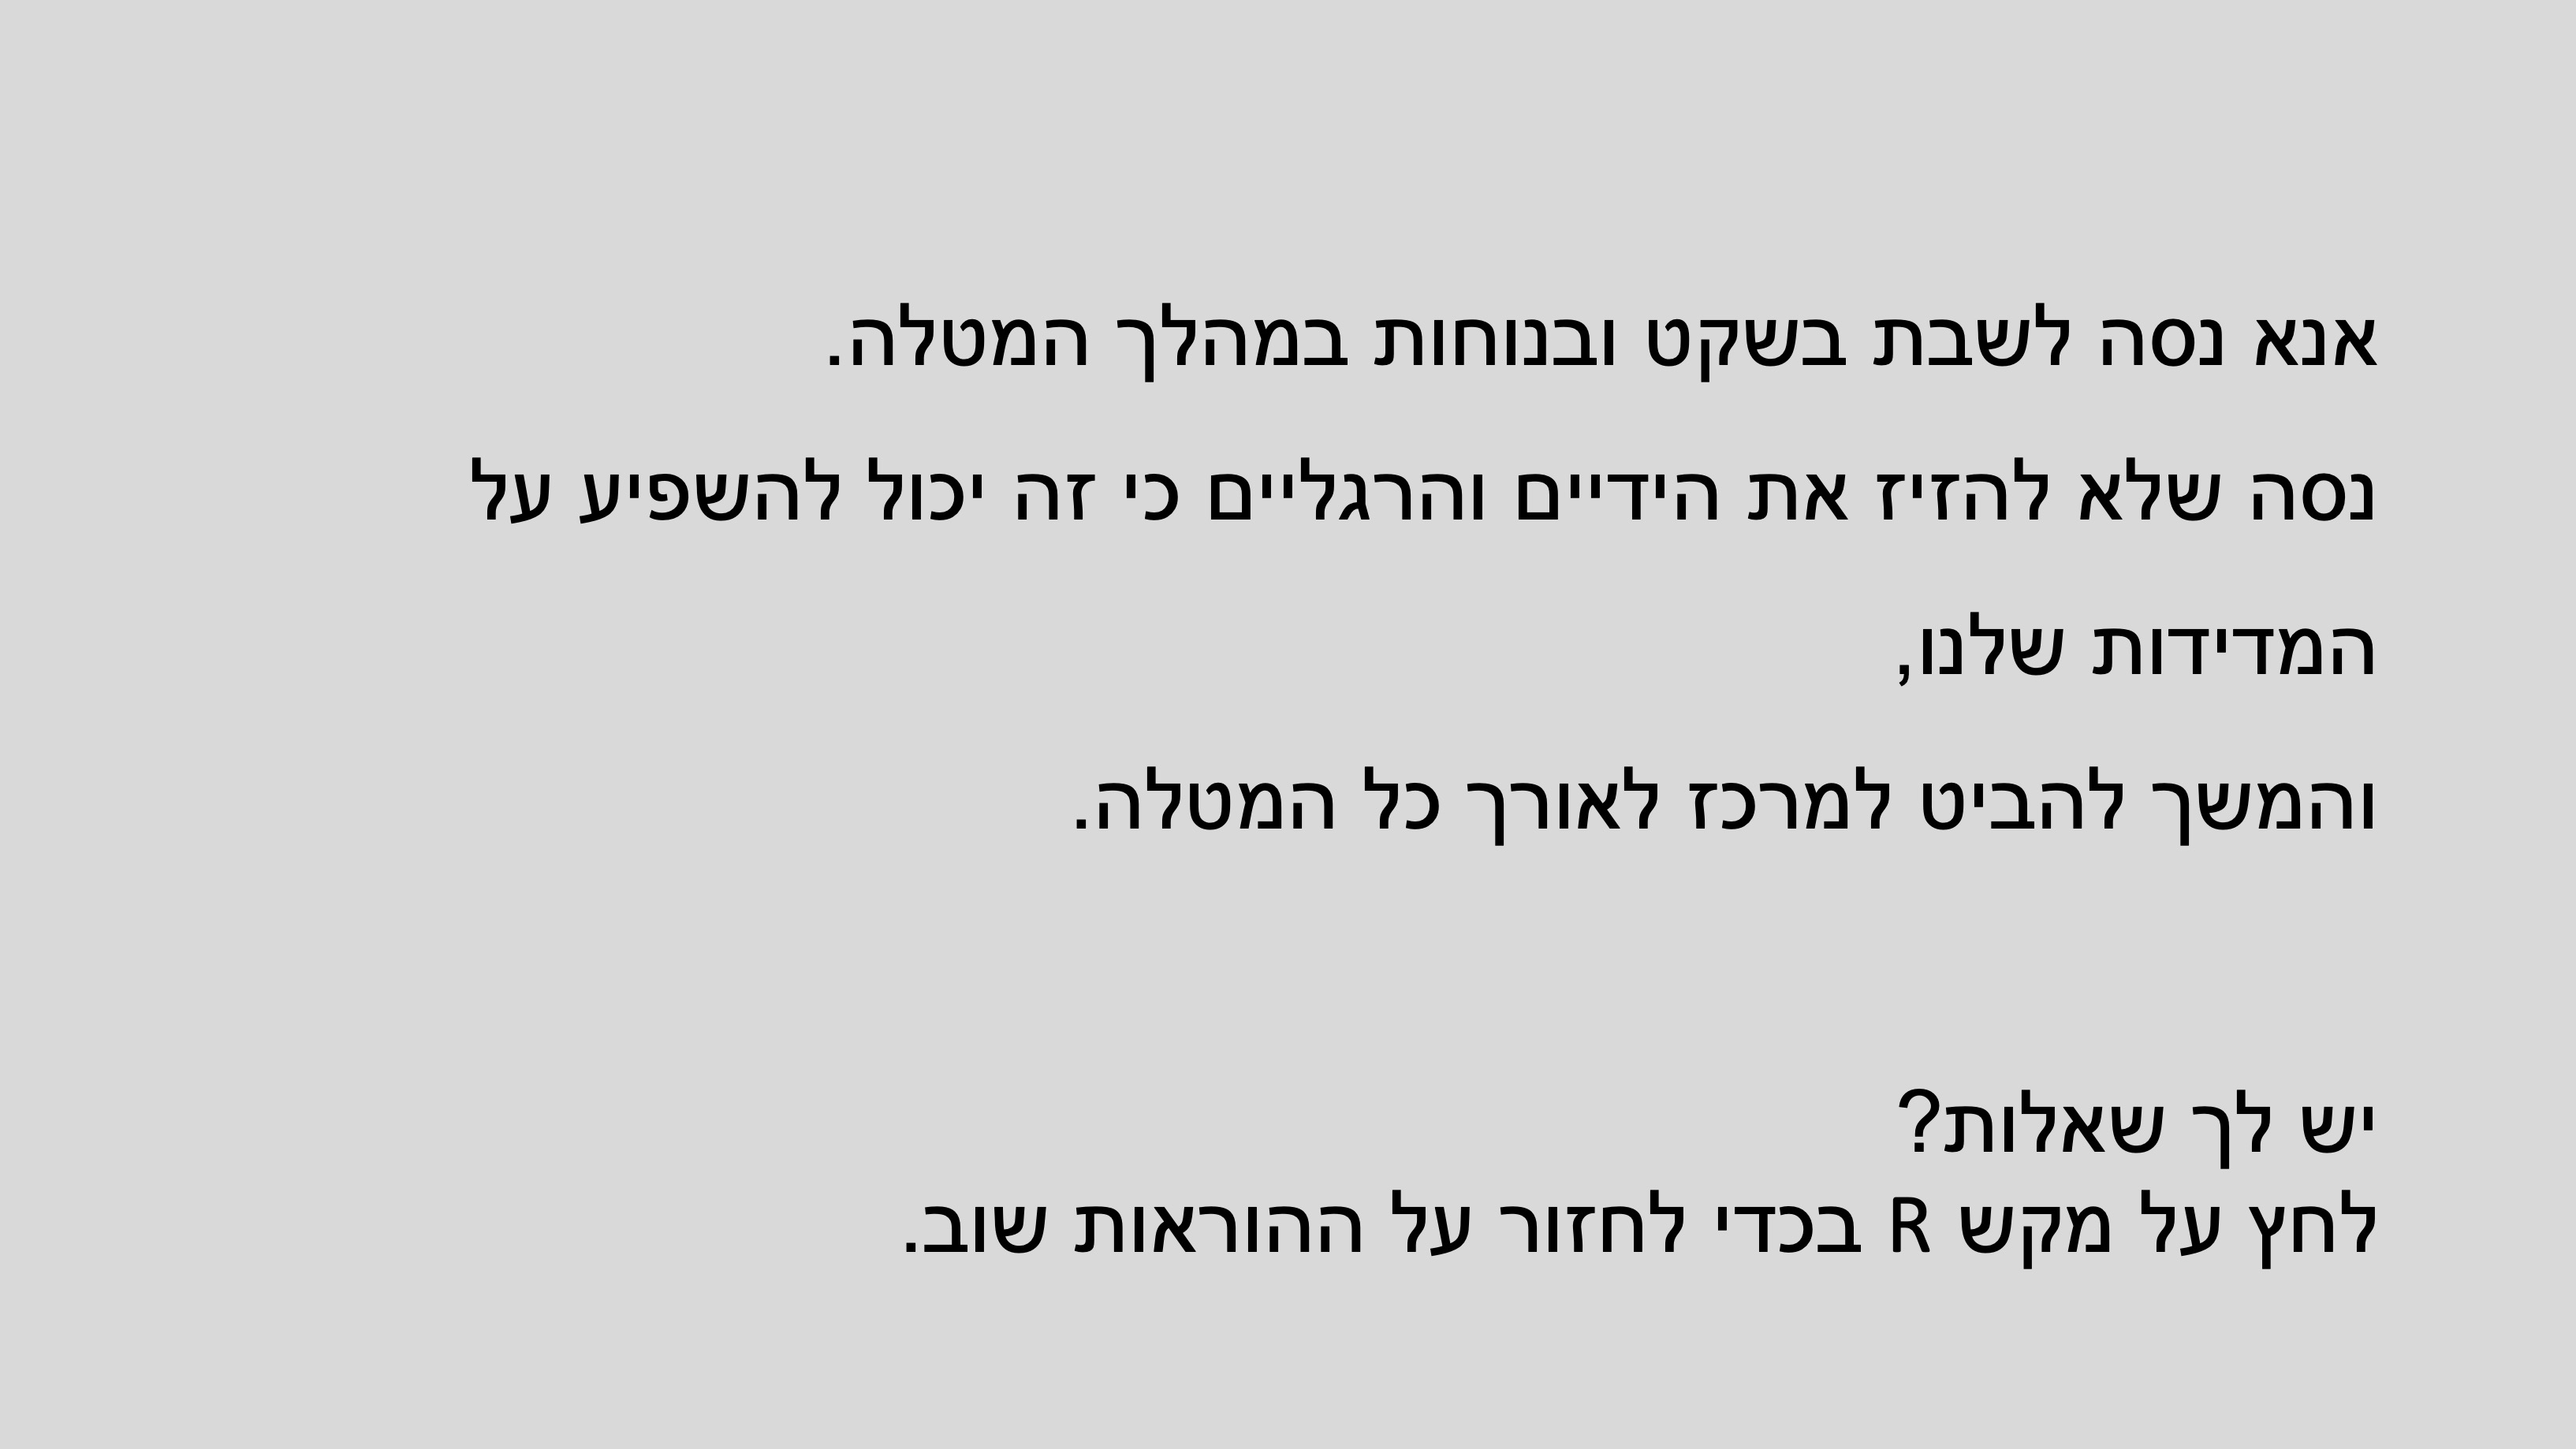 אנא נסה לשבת בשקט ובנוחות במהלך המטלה.
נסה שלא להזיז את הידיים והרגליים כי זה יכול להשפיע על
המדידות שלנו,
והמשך להביט למרכז לאורך כל המטלה.
יש לך שאלות?
לחץ על מקש R בכדי לחזור על ההוראות שוב.